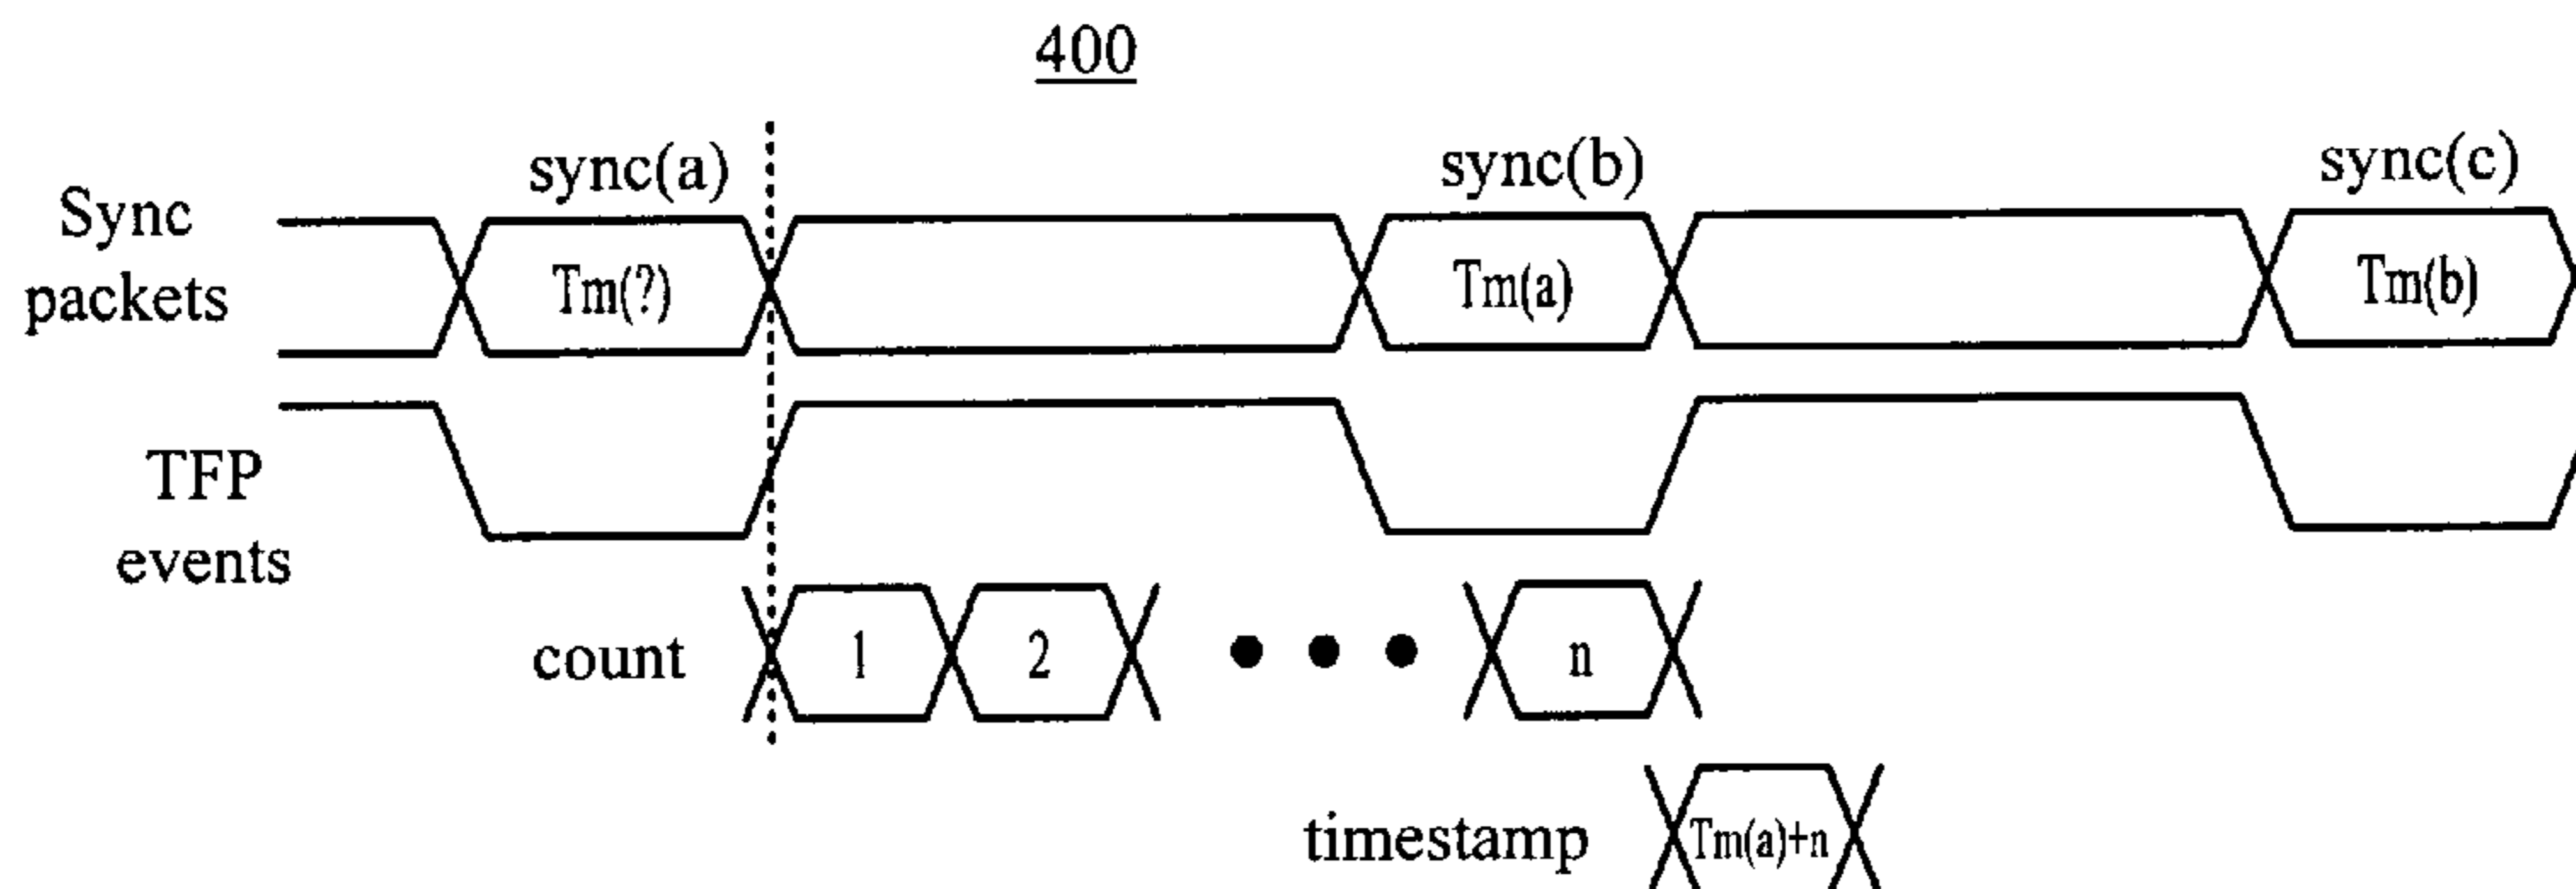 400
sync(a)
sync(b)
sync(c)
Sync
packets
Tm(?)
Tm(a)
Tm(b)
TFP
events
count
1
2
n
timestamp
Tm(a)+n